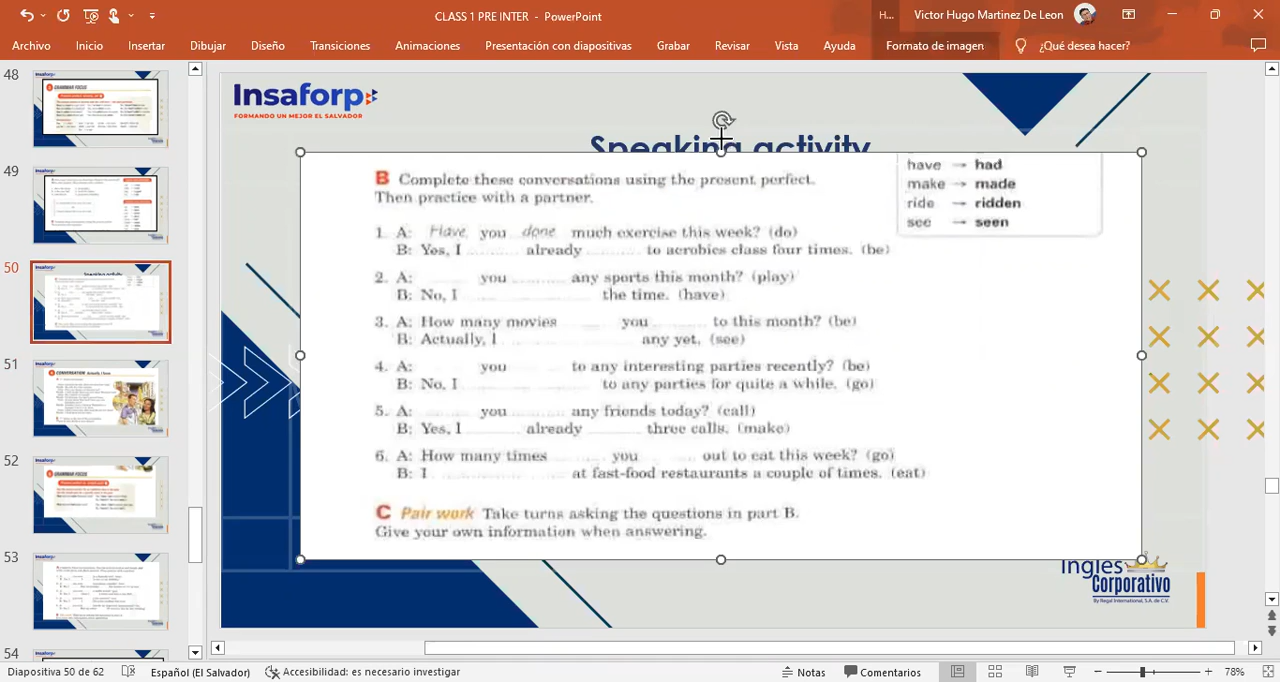 CLASS 1 PRE INTER - PowerPoint
H...
Victor Hugo Martinez De Leon
Archivo Inicio Insertar Dibujar Diseño Transiciones Animaciones Presentación con diapositivas Grabar Revisar Vista Ayuda Formato de imagen ¿Qué desea hacer?
48
49
50
51
52
53
54
Insaforp
FORMANDO UN MEJOR EL SALVADOR
Speaking activity
have → had
make → made
ride → ridden
see → seen
B Complete these conversations using the present perfect.
Then practice with a partner.
1. A: Have you done much exercise this week? (do)
B: Yes, I already to aerobics class four times. (be)
2. A: you any sports this month? (play)
B: No, I the time. (have)
3. A: How many movies you to this month? (be)
B: Actually, I any yet. (see)
4. A: you to any interesting parties recently? (be)
B: No, I to any parties for quite a while. (go)
5. A: you any friends today? (call)
B: Yes, I already three calls. (make)
6. A: How many times you out to eat this week? (go)
B: I at fast-food restaurants a couple of times. (eat)
C Pair work Take turns asking the questions in part B.
Give your own information when answering.
Inglés
Corporativo
By Regal International, S.A. de C.V.
Diapositiva 50 de 62 Español (El Salvador) Accesibilidad: es necesario investigar Notas Comentarios 78%